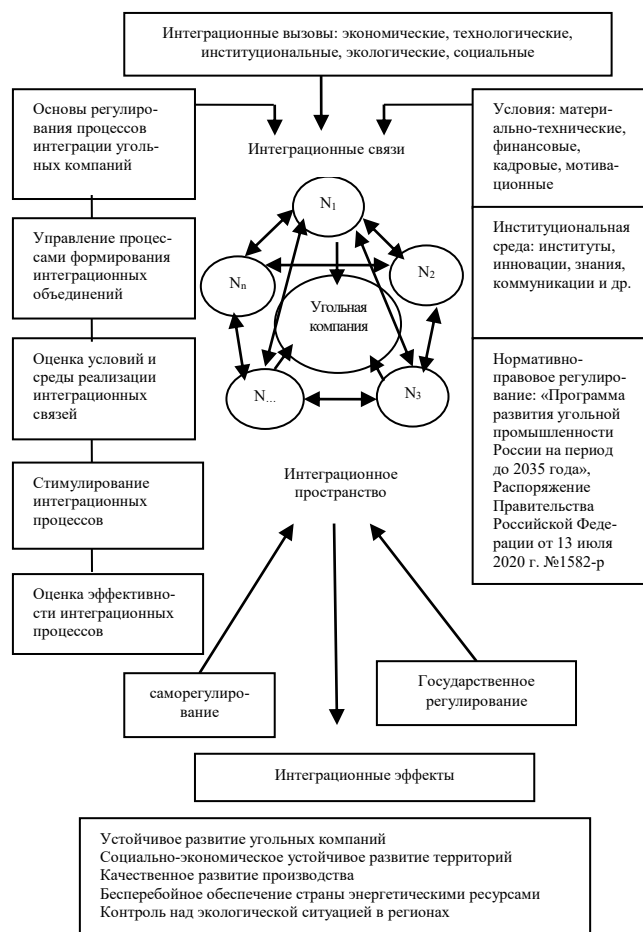 Интеграционные вызовы: экономические, технологические,
институциональные, экологические, социальные
Основы регулиро-
вания процессов
интеграции уголь-
ных компаний
Управление процес-
сами формирования
интеграционных
объединений
Оценка условий и
среды реализации
интеграционных
связей
Стимулирование
интеграционных
процессов
Оценка эффективно-
сти интеграционных
процессов
Интеграционные связи
N1
Nn
N2
Угольная
компания
N...
N3
Интеграционное
пространство
Условия: матери-
ально-технические,
финансовые,
кадровые, мотива-
ционные
Институциональная
среда: институты,
инновации, знания,
коммуникации и др.
Нормативно-
правовое регулиро-
вание: «Программа
развития угольной
промышленности
России на период
до 2035 года»,
Распоряжение
Правительства
Российской Феде-
рации от 13 июля
2020 г. №1582-р
саморегулиро-
вание
Государственное
регулирование
Интеграционные эффекты
Устойчивое развитие угольных компаний
Социально-экономическое устойчивое развитие территорий
Качественное развитие производства
Бесперебойное обеспечение страны энергетическими ресурсами
Контроль над экологической ситуацией в регионах